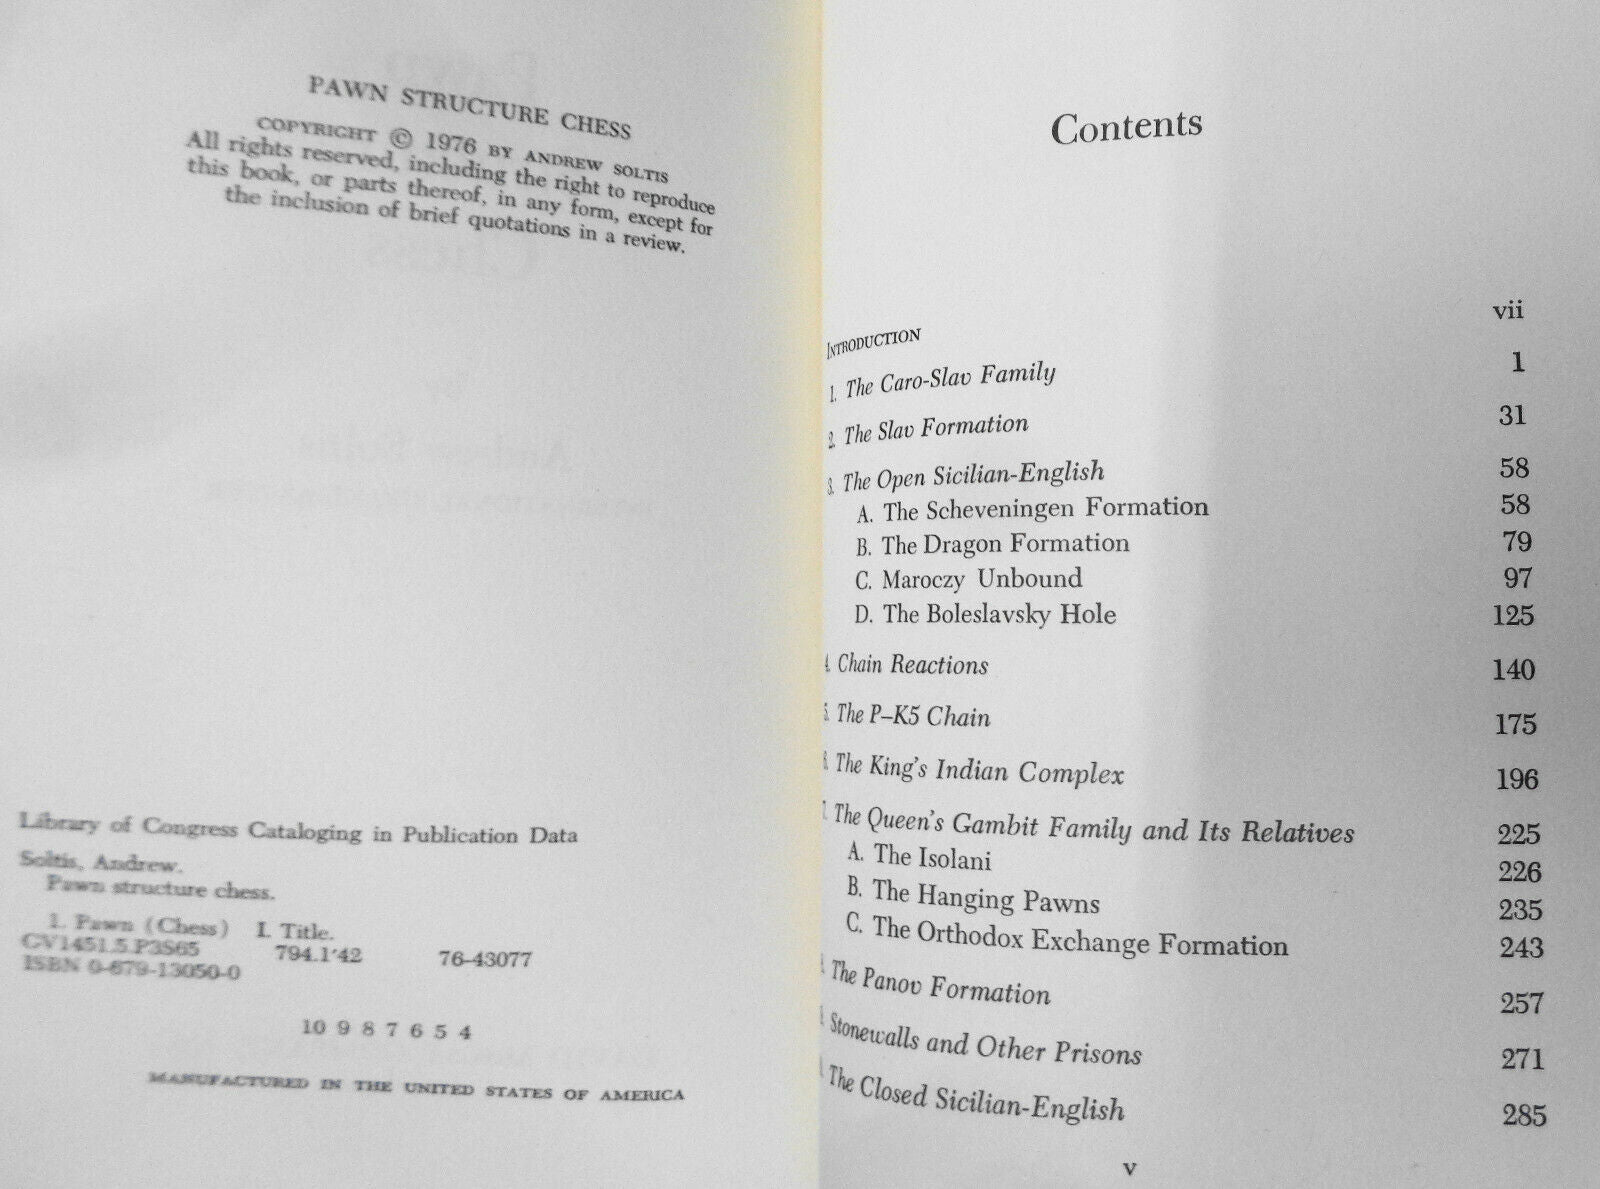 PAWN STRUCTURE CHESS
COPYRIGHT © 1976 BY ANDREW SOLTIS
All rights reserved, including the right to reproduce
this book, or parts thereof, in any form, except for
the inclusion of brief quotations in a review.
Library of Congress Cataloging in Publication Data
Soltis, Andrew.
Pawn structure chess.
1. Pawn (Chess) I. Title.
GV1451.5.P3S65 794.1'42 76-43077
ISBN 0-679-13050-0
10 9 8 7 6 5 4
MANUFACTURED IN THE UNITED STATES OF AMERICA
Contents
INTRODUCTION vii
1. The Caro-Slav Family 1
2. The Slav Formation 31
3. The Open Sicilian-English 58
A. The Scheveningen Formation 58
B. The Dragon Formation 79
C. Maroczy Unbound 97
D. The Boleslavsky Hole 125
4. Chain Reactions 140
5. The P–K5 Chain 175
6. The King's Indian Complex 196
7. The Queen's Gambit Family and Its Relatives 225
A. The Isolani 226
B. The Hanging Pawns 235
C. The Orthodox Exchange Formation 243
The Panov Formation 257
Stonewalls and Other Prisons 271
The Closed Sicilian-English 285
v